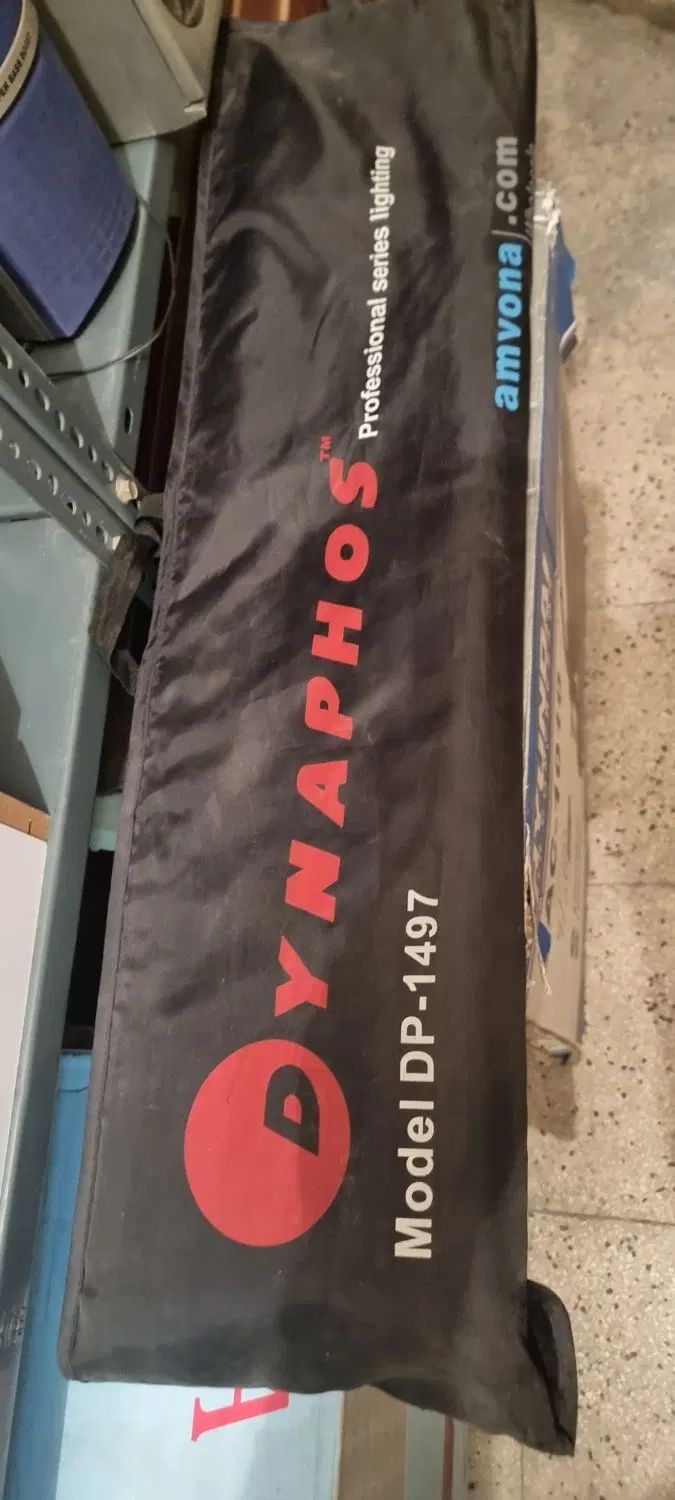 DYNAPHOS™
Professional series lighting
Model DP-1497
amvona.com